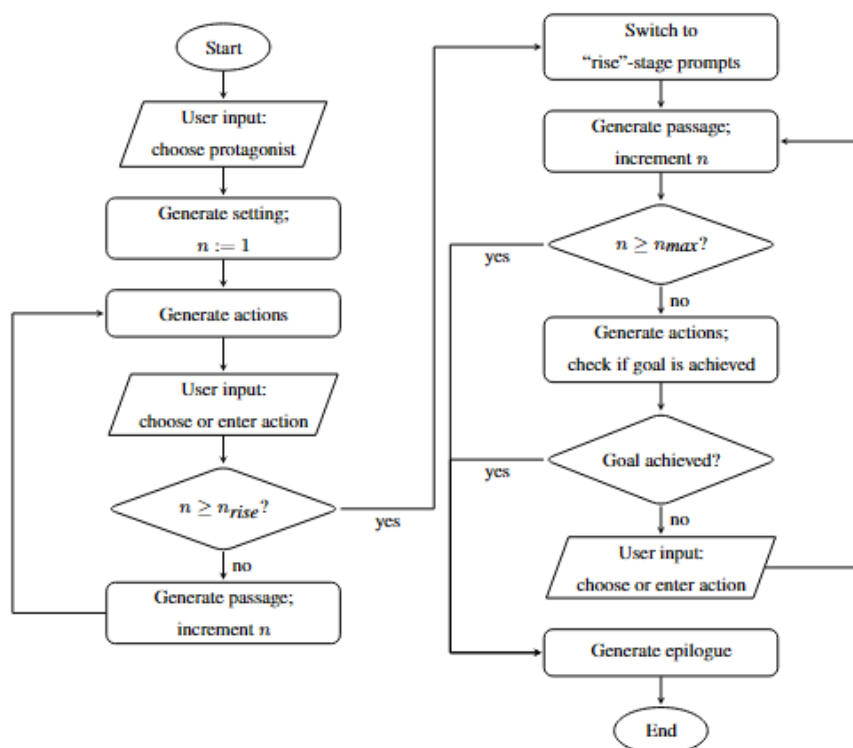 Start
User input:
choose protagonist
Generate setting;
n := 1
Generate actions
User input:
choose or enter action
n ≥ nrise?
yes
no
Generate passage;
increment n
Switch to
“rise”-stage prompts
Generate passage;
increment n
n ≥ nmax?
yes
no
Generate actions;
check if goal is achieved
Goal achieved?
yes
no
User input:
choose or enter action
Generate epilogue
End